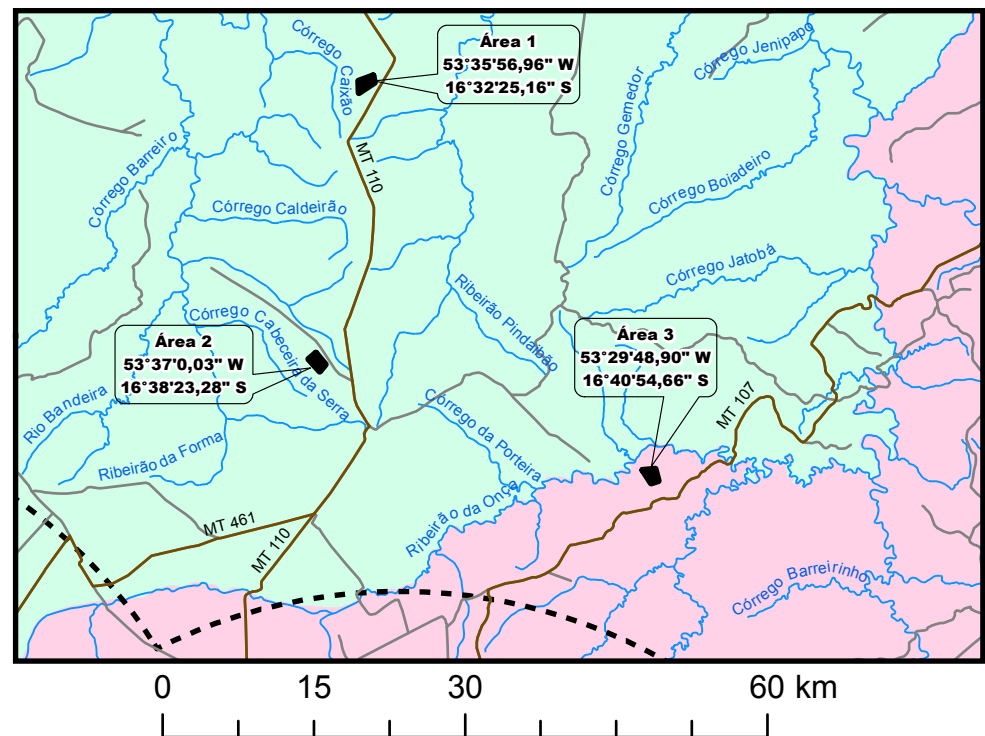 Córrego Caixão
Área 1
53°35'56,96" W
16°32'25,16" S
Córrego Jenipapo
Córrego Gemedor
Córrego Barreiro
MT 110
Córrego Boiadeiro
Córrego Caldeirão
Córrego Jatobá
Ribeirão Pindaibão
Córrego Cabeceira da Serra
Área 2
53°37'0,03" W
16°38'23,28" S
Área 3
53°29'48,90" W
16°40'54,66" S
Rio Bandeira
Córrego da Porteira
MT 107
Ribeirão da Forma
Ribeirão da Onça
MT 461
MT 110
Córrego Barreirinho
0 15 30 60 km